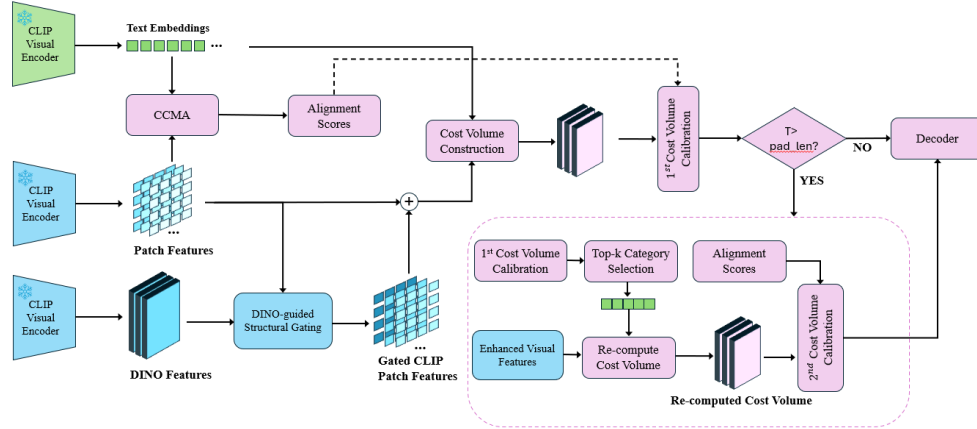 CLIP
Visual
Encoder
Text Embeddings
...
CCMA
Alignment
Scores
Cost Volume
Construction
1st Cost Volume
Calibration
T>
pad_len?
NO
YES
Decoder
CLIP
Visual
Encoder
...
Patch Features
+
CLIP
Visual
Encoder
DINO Features
DINO-guided
Structural Gating
...
Gated CLIP
Patch Features
1st Cost Volume
Calibration
Top-k Category
Selection
Alignment
Scores
Enhanced Visual
Features
Re-compute
Cost Volume
Re-computed Cost Volume
2nd Cost Volume
Calibration